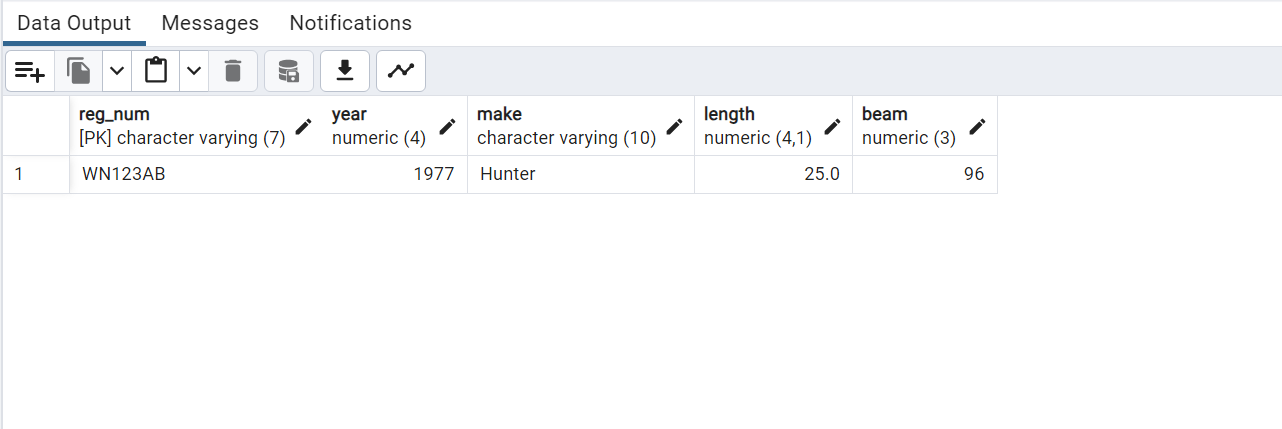 Data Output Messages Notifications
reg_num year make length beam
[PK] character varying (7) numeric (4) character varying (10) numeric (4,1) numeric (3)
1 WN123AB 1977 Hunter 25.0 96